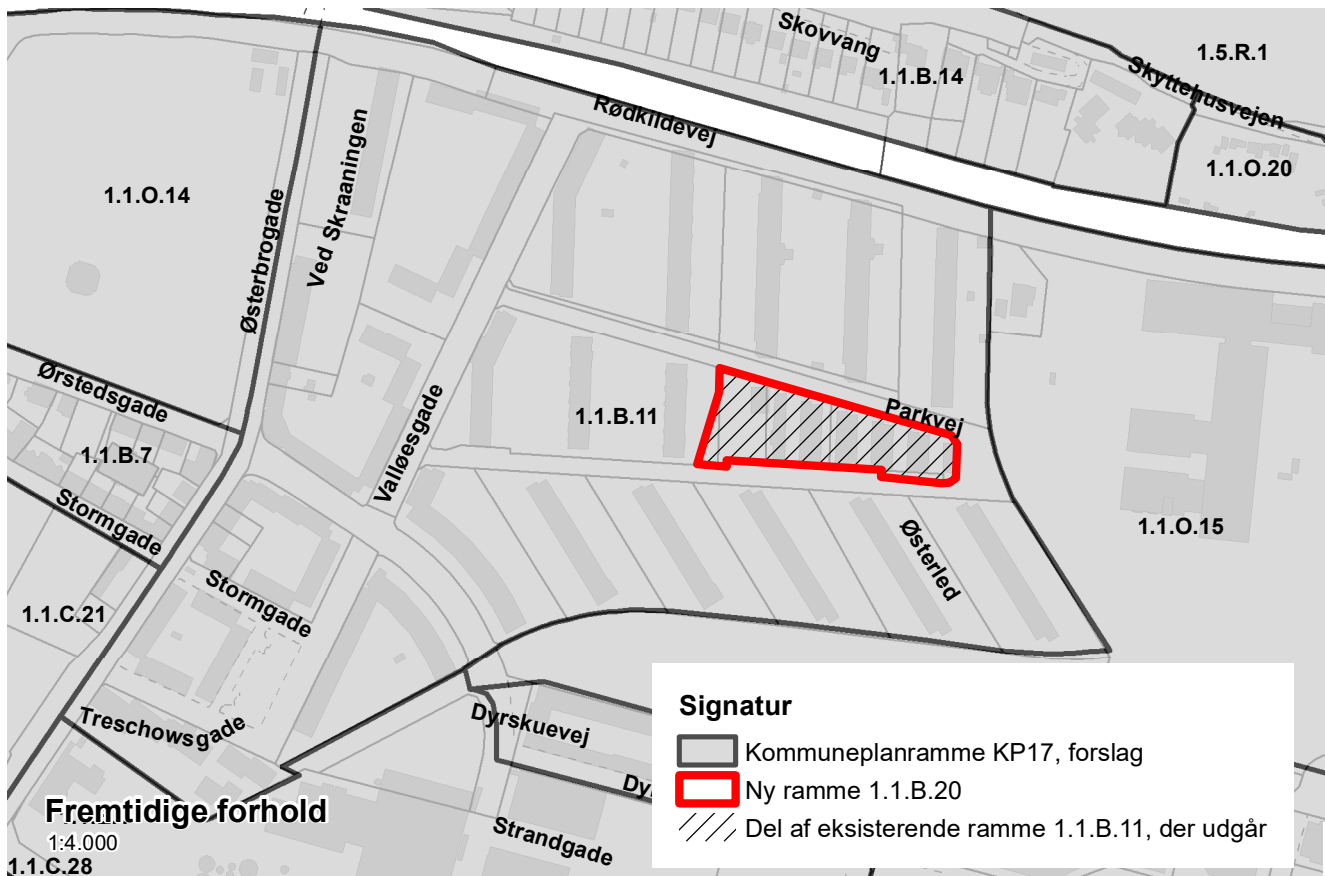 Skovvang
1.5.R.1
1.1.B.14
Skyttehusvejen
Rødkildevej
1.1.O.20
1.1.O.14
Ved Skraaningen
Østerbrogade
Ørstedsgade
1.1.B.7
Valløesgade
1.1.B.11
Parkvej
Stormgade
Østerled
1.1.O.15
Stormgade
1.1.C.21
Treschowsgade
Dyrskuevej
Strandgade
Signatur
Kommuneplanramme KP17, forslag
Ny ramme 1.1.B.20
Del af eksisterende ramme 1.1.B.11, der udgår
Fremtidige forhold
1:4.000
1.1.C.28